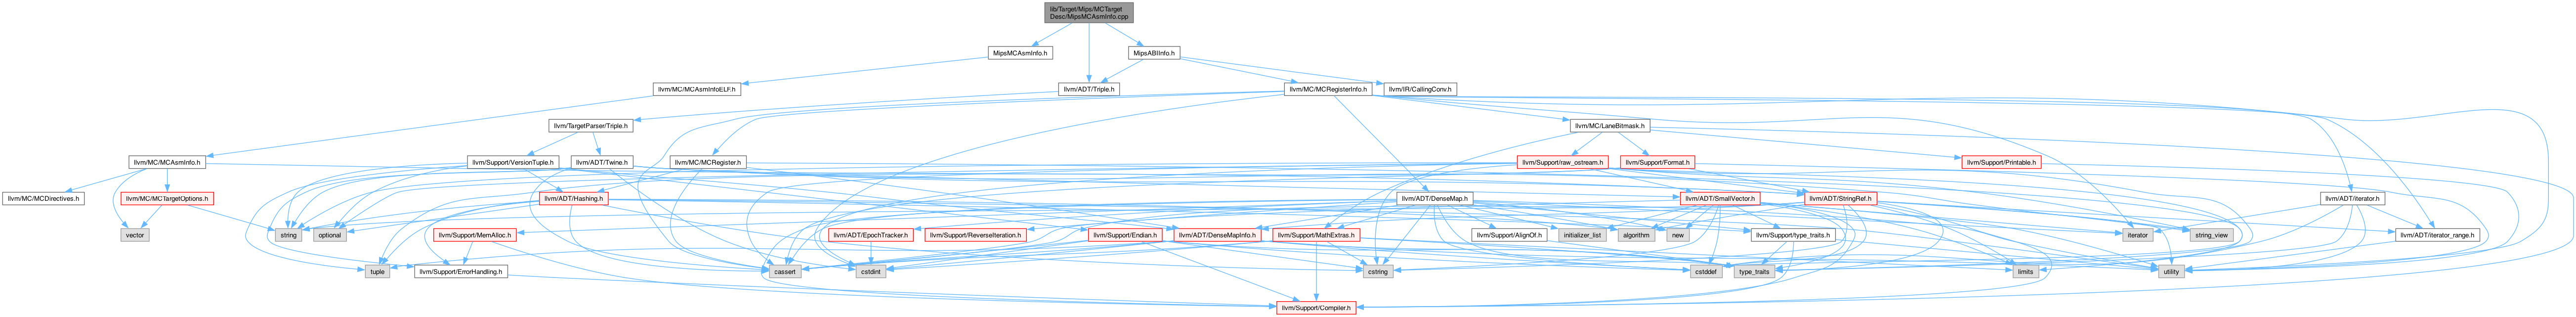 lib/Target/Mips/MCTarget
Desc/MipsMCAsmInfo.cpp
MipsMCAsmInfo.h
MipsABIInfo.h
llvm/MC/MCAsmInfoELF.h
llvm/ADT/Triple.h
llvm/MC/MCRegisterInfo.h
llvm/IR/CallingConv.h
llvm/TargetParser/Triple.h
llvm/MC/LaneBitmask.h
llvm/MC/MCAsmInfo.h
llvm/Support/VersionTuple.h
llvm/ADT/Twine.h
llvm/MC/MCRegister.h
llvm/Support/raw_ostream.h
llvm/Support/Format.h
llvm/Support/Printable.h
llvm/MC/MCDirectives.h
llvm/MC/MCTargetOptions.h
llvm/ADT/Hashing.h
llvm/ADT/DenseMap.h
llvm/ADT/SmallVector.h
llvm/ADT/StringRef.h
llvm/ADT/iterator.h
vector
string
optional
llvm/Support/MemAlloc.h
llvm/ADT/EpochTracker.h
llvm/Support/ReverseIteration.h
llvm/Support/Endian.h
llvm/ADT/DenseMapInfo.h
llvm/Support/MathExtras.h
llvm/Support/AlignOf.h
initializer_list
algorithm
new
llvm/Support/type_traits.h
iterator
string_view
llvm/ADT/iterator_range.h
tuple
llvm/Support/ErrorHandling.h
cassert
cstdint
cstring
cstddef
type_traits
limits
utility
llvm/Support/Compiler.h